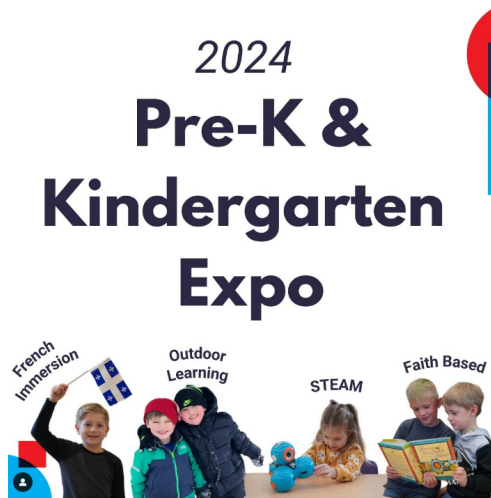 2024
Pre-K &
Kindergarten
Expo
French
Immersion
Outdoor
Learning
STEAM
Faith Based